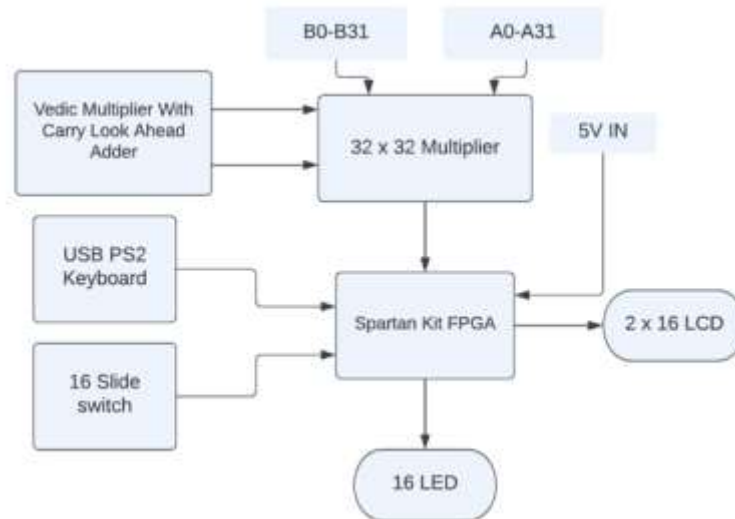 B0-B31
A0-A31
Vedic Multiplier With
Carry Look Ahead
Adder
32 x 32 Multiplier
5V IN
USB PS2
Keyboard
Spartan Kit FPGA
2 x 16 LCD
16 Slide
switch
16 LED